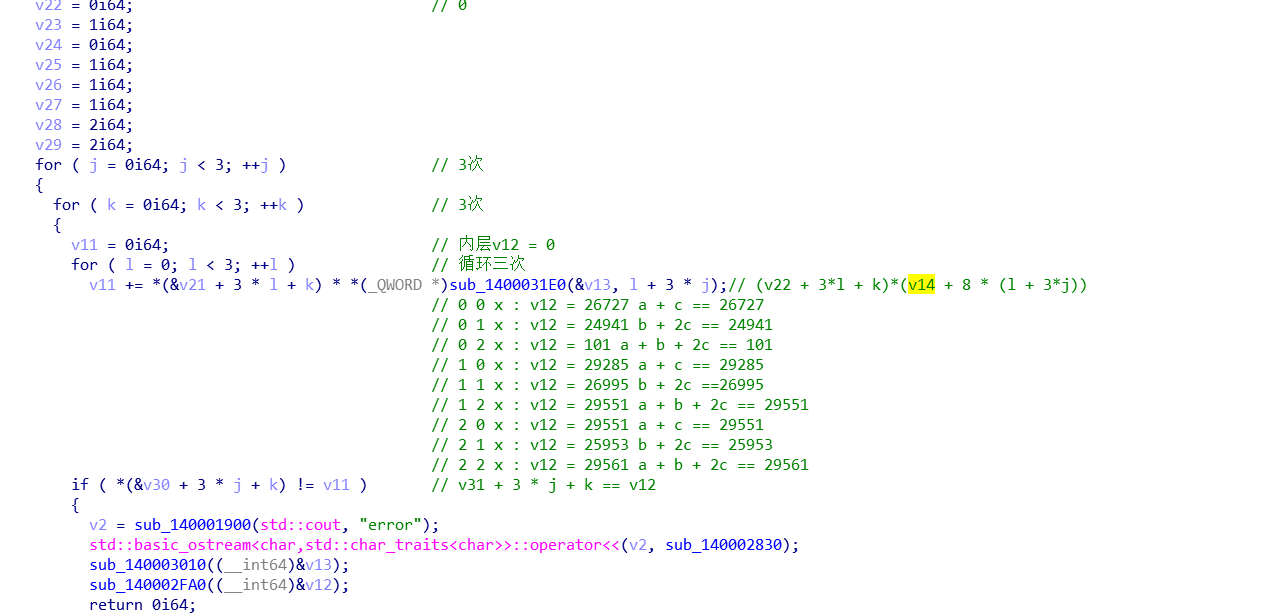 v22 = 0i64; // 0
v23 = 1i64;
v24 = 0i64;
v25 = 1i64;
v26 = 1i64;
v27 = 1i64;
v28 = 2i64;
v29 = 2i64;
for ( j = 0i64; j < 3; ++j ) // 3次
{
for ( k = 0i64; k < 3; ++k ) // 3次
{
v11 = 0i64; // 内层v12 = 0
for ( l = 0; l < 3; ++l ) // 循环三次
v11 += *(&v21 + 3 * l + k) * *(_QWORD *)sub_1400031E0(&v13, l + 3 * j);// (v22 + 3*l + k)*(v14 + 8 * (l + 3*j))
// 0 0 x : v12 = 26727 a + c == 26727
// 0 1 x : v12 = 24941 b + 2c == 24941
// 0 2 x : v12 = 101 a + b + 2c == 101
// 1 0 x : v12 = 29285 a + c == 29285
// 1 1 x : v12 = 26995 b + 2c ==26995
// 1 2 x : v12 = 29551 a + b + 2c == 29551
// 2 0 x : v12 = 29551 a + c == 29551
// 2 1 x : v12 = 25953 b + 2c == 25953
// 2 2 x : v12 = 29561 a + b + 2c == 29561
if ( *(&v30 + 3 * j + k) != v11 ) // v31 + 3 * j + k == v12
{
v2 = sub_140001900(std::cout, "error");
std::basic_ostream<char,std::char_traits<char>>::operator<<(v2, sub_140002830);
sub_140003010((__int64)&v13);
sub_140002FA0((__int64)&v12);
return 0i64;